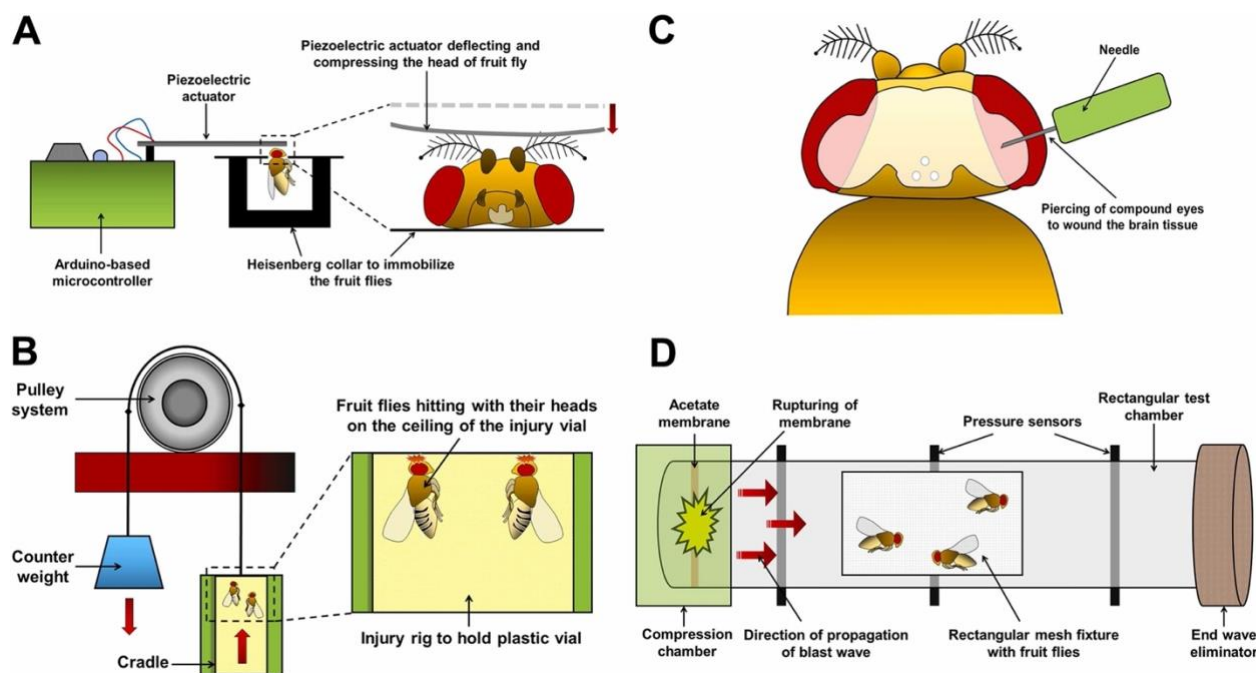 A
Piezoelectric actuator deflecting and
compressing the head of fruit fly
Piezoelectric
actuator
Arduino-based
microcontroller
Heisenberg collar to immobilize
the fruit flies
C
Needle
Piercing of compound eyes
to wound the brain tissue
B
Pulley
system
Fruit flies hitting with their heads
on the ceiling of the injury vial
Counter
weight
Cradle
Injury rig to hold plastic vial
D
Acetate
membrane
Rupturing of
membrane
Pressure sensors
Rectangular test
chamber
Compression
chamber
Direction of propagation
of blast wave
Rectangular mesh fixture
with fruit flies
End wave
eliminator